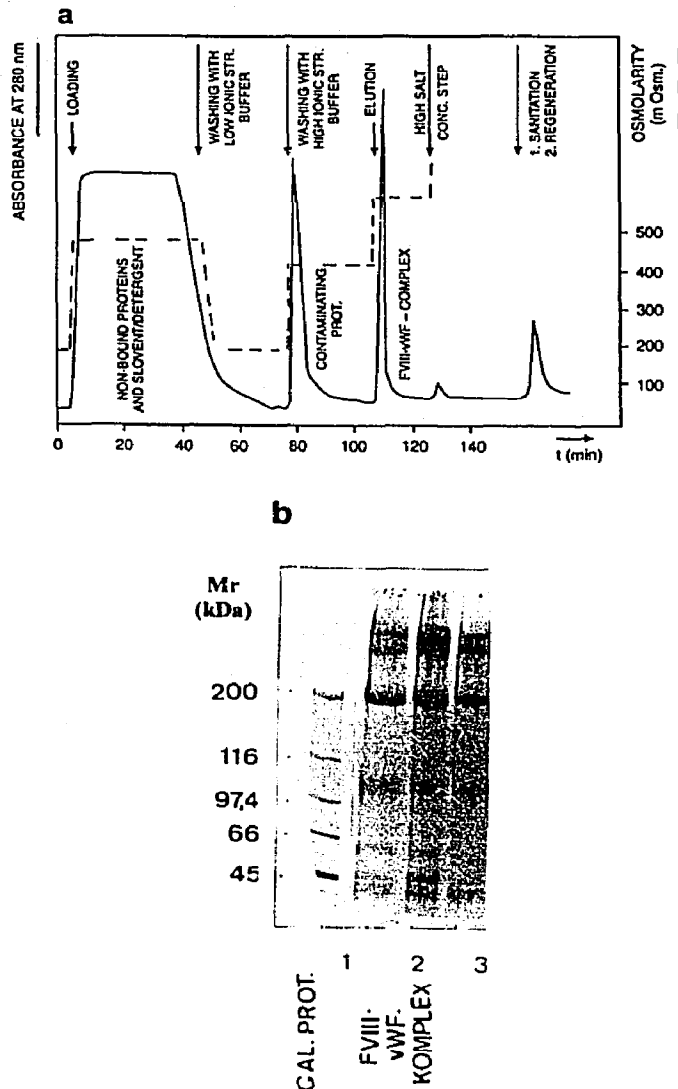 a
ABSORBANCE AT 280 nm
LOADING
WASHING WITH
LOW IONIC STR.
BUFFER
WASHING WITH
HIGH IONIC STR.
BUFFER
ELUTION
HIGH SALT
CONC. STEP
1. SANITATION
2. REGENERATION
OSMOLARITY
(m Osm.)
NON-BOUND PROTEINS
AND SLOVENT/DETERGENT
CONTAMINATING
PROT.
FVIII-vWF-COMPLEX
500
400
300
200
100
0 20 40 60 80 100 120 140
t (min)
b
Mr
(kDa)
200
116
97,4
66
45
1 2 3
CAL. PROT.
FVIII-
vWF-
KOMPLEX